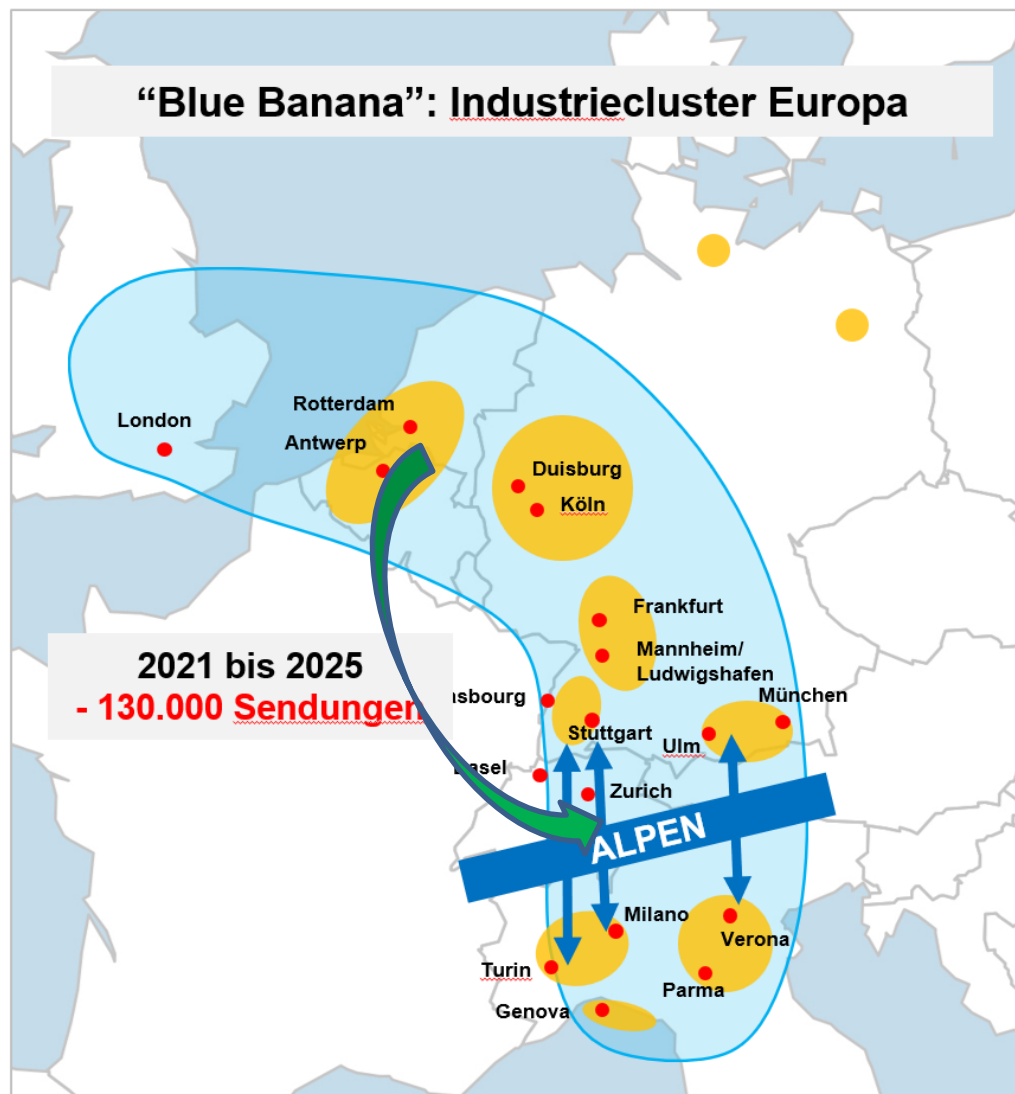 “Blue Banana”: Industriecluster Europa
London
Rotterdam
Antwerp
Duisburg
Köln
Frankfurt
Mannheim/
Ludwigshafen
2021 bis 2025
- 130.000 Sendungen
München
Stuttgart
Ulm
Zurich
ALPEN
Milano
Verona
Turin
Parma
Genova